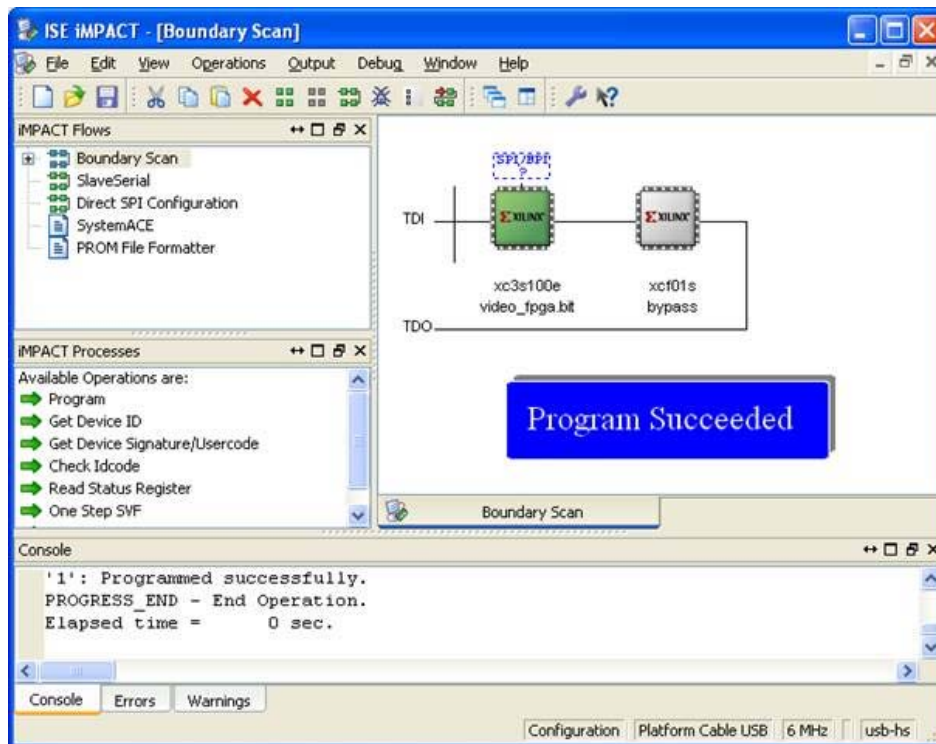 ISE iMPACT - [Boundary Scan]
File Edit View Operations Output Debug Window Help
iMPACT Flows
Boundary Scan
SlaveSerial
Direct SPI Configuration
SystemACE
PROM File Formatter
SPI/BPI
?
TDI
XILINX XILINX
xc3s100e xcf01s
video_fpga.bit bypass
TDO
iMPACT Processes
Available Operations are:
Program
Get Device ID
Get Device Signature/Usercode
Check Idcode
Read Status Register
One Step SVF
Program Succeeded
Boundary Scan
Console
'1': Programmed successfully.
PROGRESS_END - End Operation.
Elapsed time = 0 sec.
Console Errors Warnings
Configuration Platform Cable USB 6 MHz usb-hs